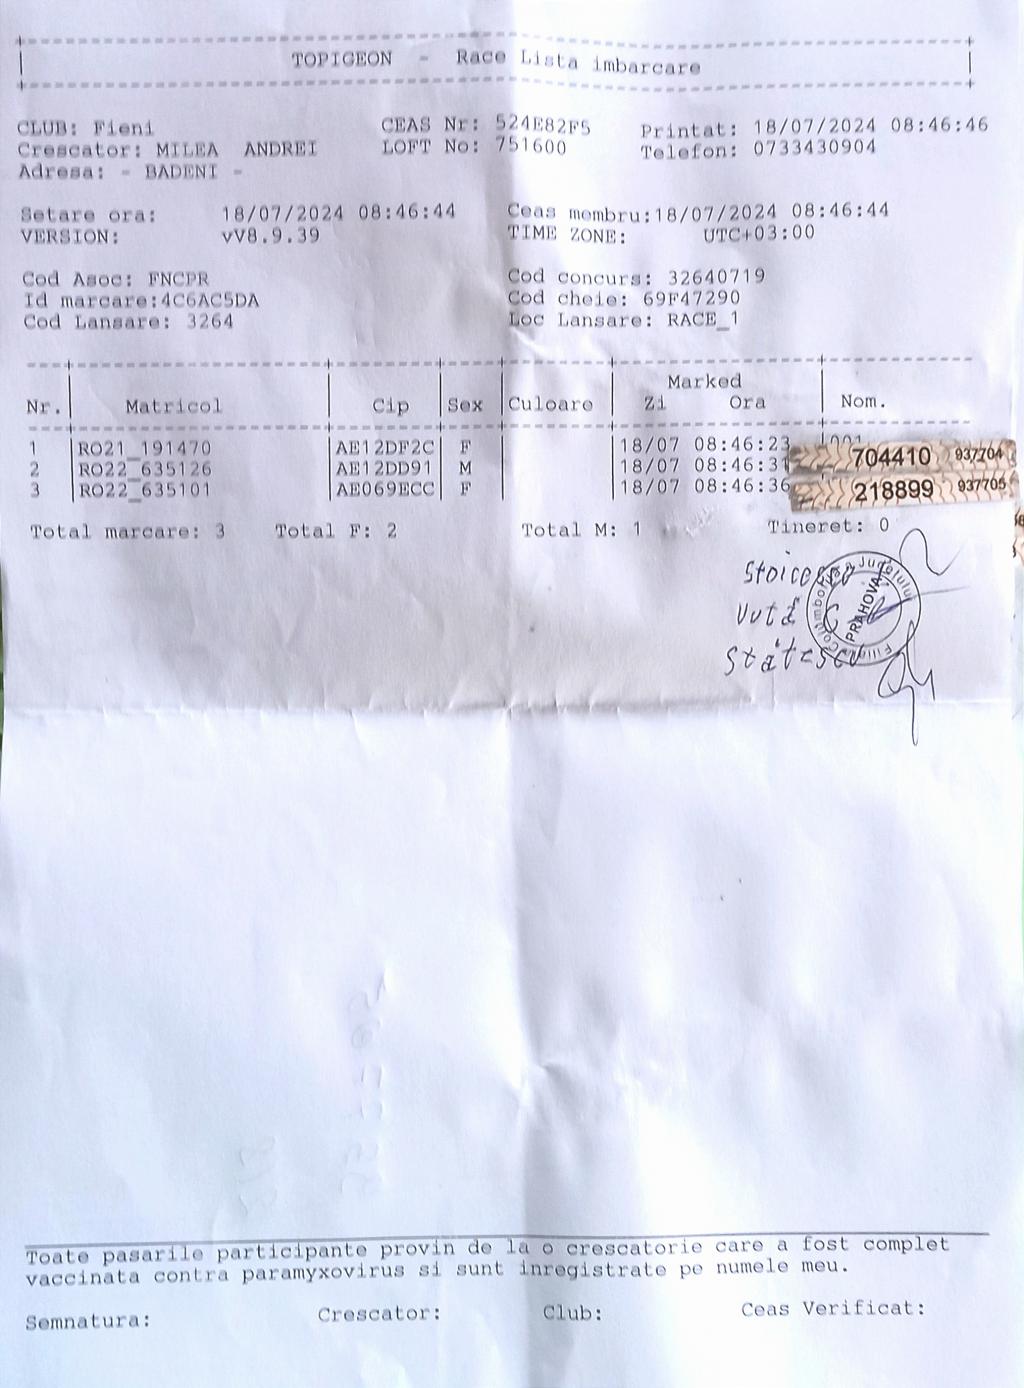 TOPIGEON - Race Lista imbarcare
CLUB: Fieni CEAS Nr: 524E82F5 Printat: 18/07/2024 08:46:46
Crescator: MILEA ANDREI LOFT No: 751600 Telefon: 0733430904
Adresa: - BADENI -
Setare ora: 18/07/2024 08:46:44 Ceas membru:18/07/2024 08:46:44
VERSION: vV8.9.39 TIME ZONE: UTC+03:00
Cod Asoc: FNCPR Cod concurs: 32640719
Id marcare:4C6AC5DA Cod cheie: 69F47290
Cod Lansare: 3264 Loc Lansare: RACE_1
Marked
Nr. Matricol Cip Sex Culoare Zi Ora Nom.
1 RO21_191470 AE12DF2C F 18/07 08:46:23
704410 937704
2 RO22_635126 AE12DD91 M 18/07 08:46:31
3 RO22_635101 AE069ECC F 18/07 08:46:36
218899 937705
Total marcare: 3 Total F: 2 Total M: 1 Tineret: 0
Vută C
PRAHOVA
Toate pasarile participante provin de la o crescatorie care a fost complet
vaccinata contra paramyxovirus si sunt inregistrate pe numele meu.
Semnatura: Crescator: Club: Ceas Verificat: